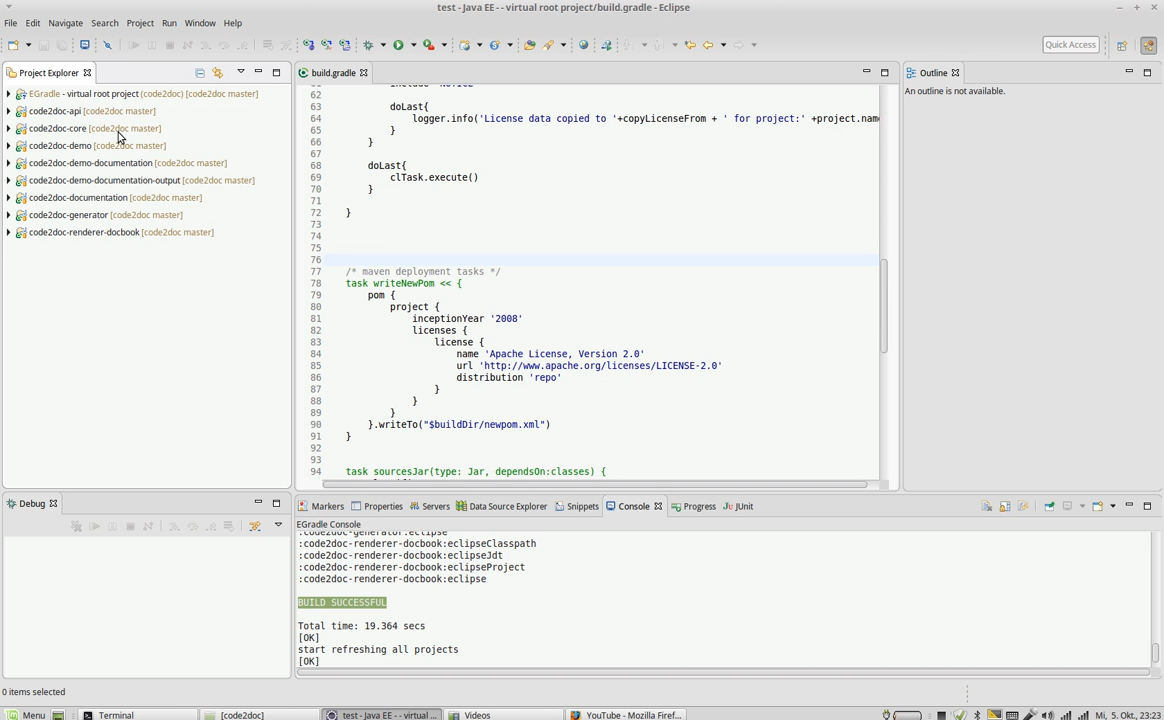 test - Java EE - - virtual root project/build.gradle - Eclipse
File Edit Navigate Search Project Run Window Help
Quick Access
Project Explorer
EGradle - virtual root project (code2doc) [code2doc master]
code2doc-api [code2doc master]
code2doc-core [code2doc master]
code2doc-demo [code2doc master]
code2doc-demo-documentation [code2doc master]
code2doc-demo-documentation-output [code2doc master]
code2doc-documentation [code2doc master]
code2doc-generator [code2doc master]
code2doc-renderer-docbook [code2doc master]
build.gradle
62
63 doLast{
64 logger.info('License data copied to '+copyLicenseFrom + ' for project:' +project.nam
65 }
66 }
67
68 doLast{
69 clTask.execute()
70 }
71
72 }
73
74
75
76
77 /* maven deployment tasks */
78 task writeNewPom << {
79 pom {
80 project {
81 inceptionYear '2008'
82 licenses {
83 license {
84 name 'Apache License, Version 2.0'
85 url 'http://www.apache.org/licenses/LICENSE-2.0'
86 distribution 'repo'
87 }
88 }
89 }
90 }.writeTo("$buildDir/newpom.xml")
91 }
92
93
94 task sourcesJar(type: Jar, dependsOn:classes) {
Outline
An outline is not available.
Debug
Markers Properties Servers Data Source Explorer Snippets Console Progress JUnit
EGradle Console
:code2doc-generator:eclipse
:code2doc-renderer-docbook:eclipseClasspath
:code2doc-renderer-docbook:eclipseJdt
:code2doc-renderer-docbook:eclipseProject
:code2doc-renderer-docbook:eclipse
BUILD SUCCESSFUL
Total time: 19.364 secs
[OK]
start refreshing all projects
[OK]
0 items selected
Menu Terminal [code2doc] test - Java EE - - virtual ... Videos YouTube - Mozilla Firef... Mi, 5. Okt, 23:23